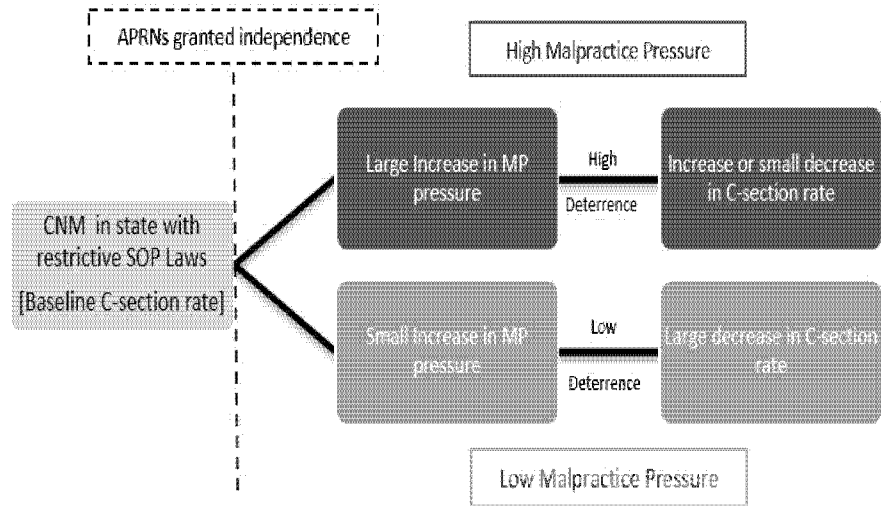 APRNs granted independence
High Malpractice Pressure
Large Increase in MP
pressure
High
Deterrence
Increase or small decrease
in C-section rate
CNM in state with
restrictive SOP Laws
[Baseline C-section rate]
Small Increase in MP
pressure
Low
Deterrence
Large decrease in C-section
rate
Low Malpractice Pressure